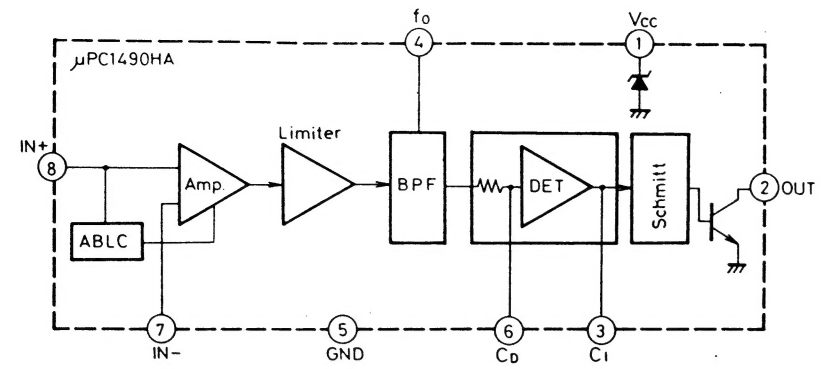 fo
Vcc
4
1
μPC1490HA
Limiter
IN+
8
Amp.
BPF
DET
Schmitt
2
OUT
ABLC
7
5
6
3
IN-
GND
CD
CI